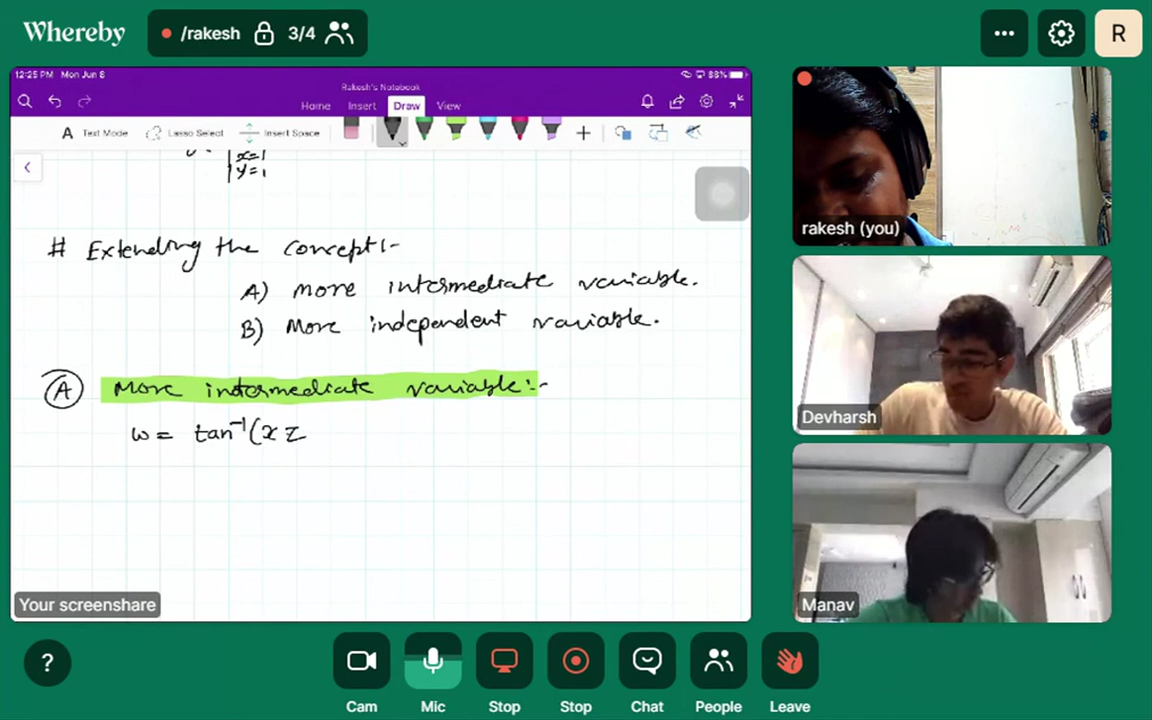 Whereby
/rakesh 3/4
R
12:25 PM Mon Jun 6
88%
Rakesh's Notebook
Home Insert Draw View
A Text Mode Lasso Select Insert Space
x=1
y=1
# Extending the concept:-
A) More intermediate variable.
B) More independent variable.
A More intermediate variable:-
w = tan⁻¹(xz
Your screenshare
rakesh (you)
Devharsh
Manav
?
Cam Mic Stop Stop Chat People Leave